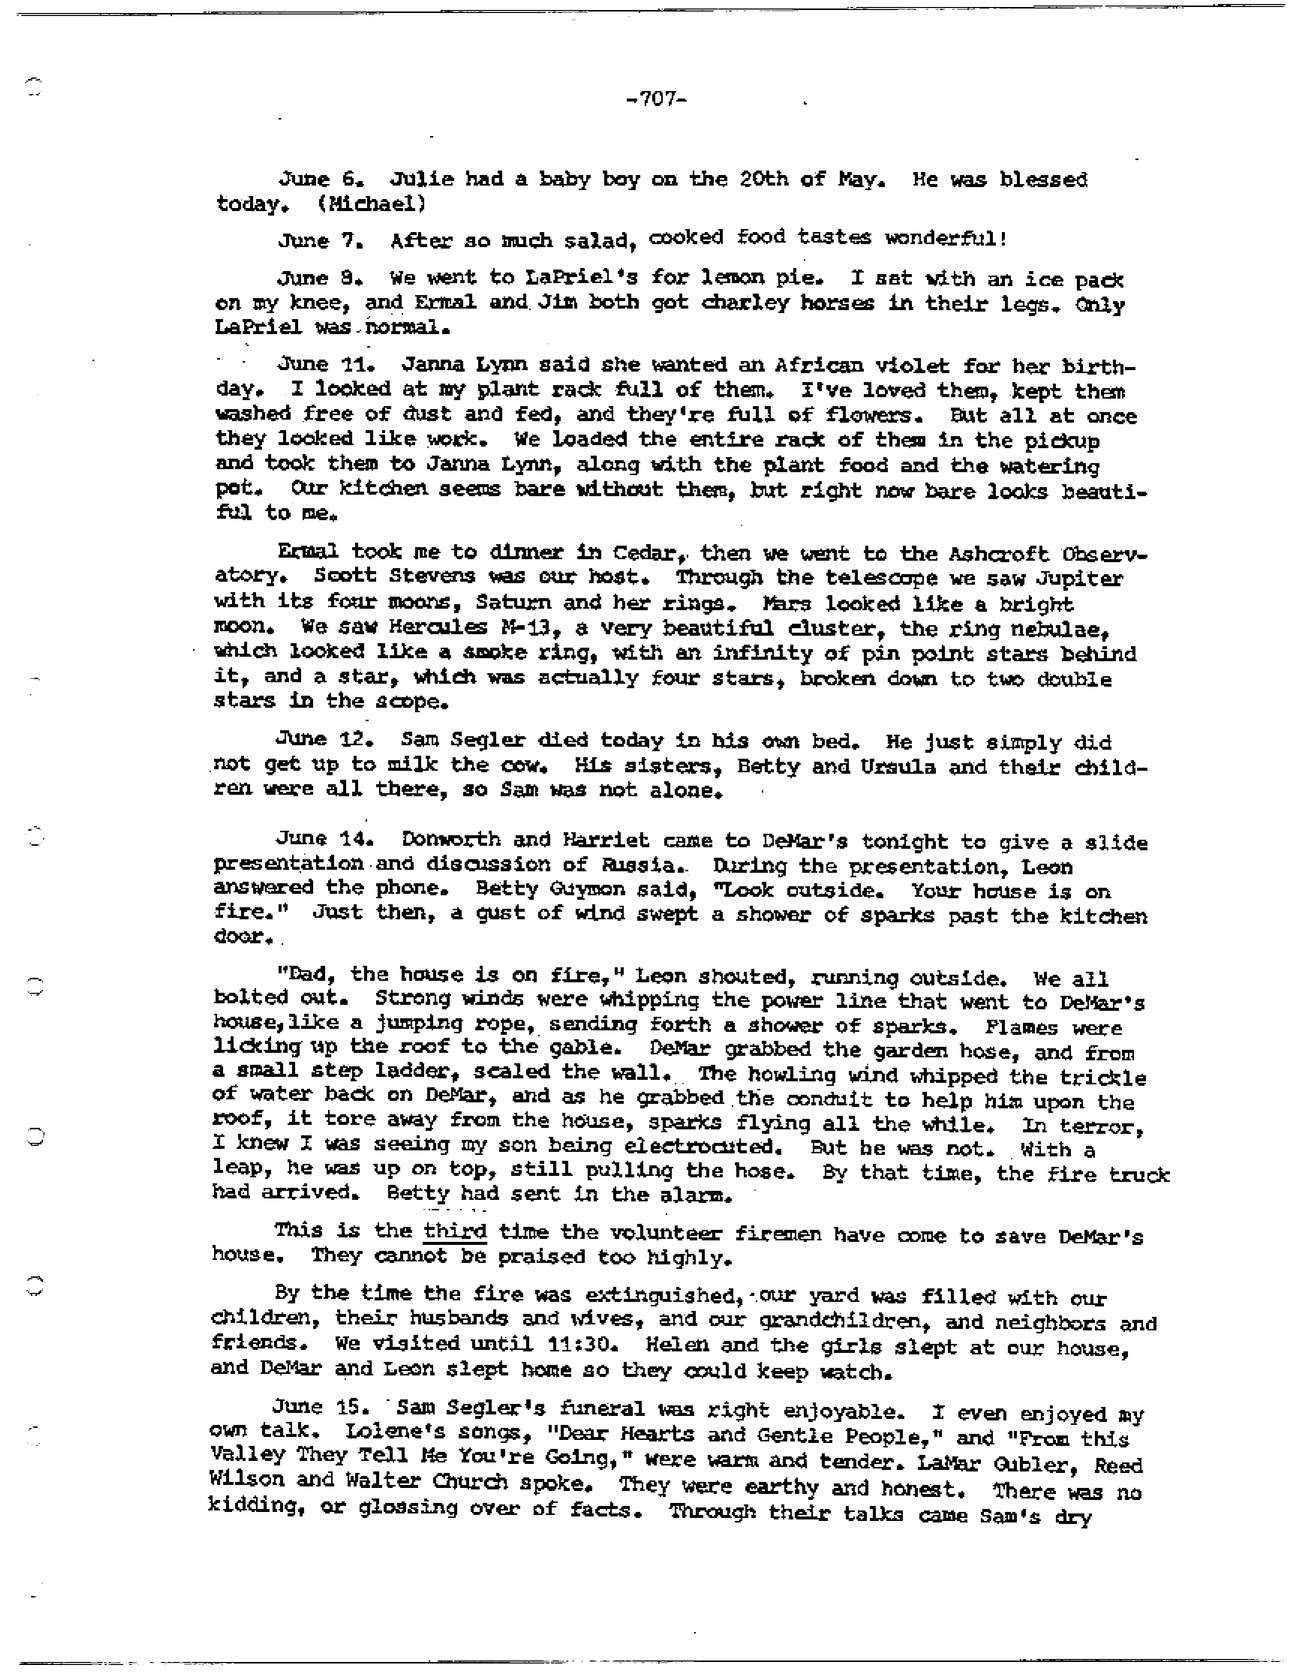 -707-
June 6. Julie had a baby boy on the 20th of May. He was blessed
today. (Michael)
June 7. After so much salad, cooked food tastes wonderful!
June 8. We went to LaPriel's for lemon pie. I sat with an ice pack
on my knee, and Ermal and Jim both got charley horses in their legs. Only
LaPriel was normal.
June 11. Janna Lynn said she wanted an African violet for her birth-
day. I looked at my plant rack full of them. I've loved them, kept them
washed free of dust and fed, and they're full of flowers. But all at once
they looked like work. We loaded the entire rack of them in the pickup
and took them to Janna Lynn, along with the plant food and the watering
pot. Our kitchen seems bare without them, but right now bare looks beauti-
ful to me.
Ermal took me to dinner in Cedar, then we went to the Ashcroft Observ-
atory. Scott Stevens was our host. Through the telescope we saw Jupiter
with its four moons, Saturn and her rings. Mars looked like a bright
moon. We saw Hercules M-13, a very beautiful cluster, the ring nebulae,
which looked like a smoke ring, with an infinity of pin point stars behind
it, and a star, which was actually four stars, broken down to two double
stars in the scope.
June 12. Sam Segler died today in his own bed. He just simply did
not get up to milk the cow. His sisters, Betty and Ursula and their child-
ren were all there, so Sam was not alone.
June 14. Donworth and Harriet came to DeMar's tonight to give a slide
presentation and discussion of Russia. During the presentation, Leon
answered the phone. Betty Guymon said, "Look outside. Your house is on
fire." Just then, a gust of wind swept a shower of sparks past the kitchen
door.
"Dad, the house is on fire," Leon shouted, running outside. We all
bolted out. Strong winds were whipping the power line that went to DeMar's
house, like a jumping rope, sending forth a shower of sparks. Flames were
licking up the roof to the gable. DeMar grabbed the garden hose, and from
a small step ladder, scaled the wall. The howling wind whipped the trickle
of water back on DeMar, and as he grabbed the conduit to help him upon the
roof, it tore away from the house, sparks flying all the while. In terror,
I knew I was seeing my son being electrocuted. But he was not. With a
leap, he was up on top, still pulling the hose. By that time, the fire truck
had arrived. Betty had sent in the alarm.
This is the third time the volunteer firemen have come to save DeMar's
house. They cannot be praised too highly.
By the time the fire was extinguished, our yard was filled with our
children, their husbands and wives, and our grandchildren, and neighbors and
friends. We visited until 11:30. Helen and the girls slept at our house,
and DeMar and Leon slept home so they could keep watch.
June 15. Sam Segler's funeral was right enjoyable. I even enjoyed my
own talk. Lolene's songs, "Dear Hearts and Gentle People," and "From this
Valley They Tell Me You're Going," were warm and tender. LaMar Gubler, Reed
Wilson and Walter Church spoke. They were earthy and honest. There was no
kidding, or glossing over of facts. Through their talks came Sam's dry